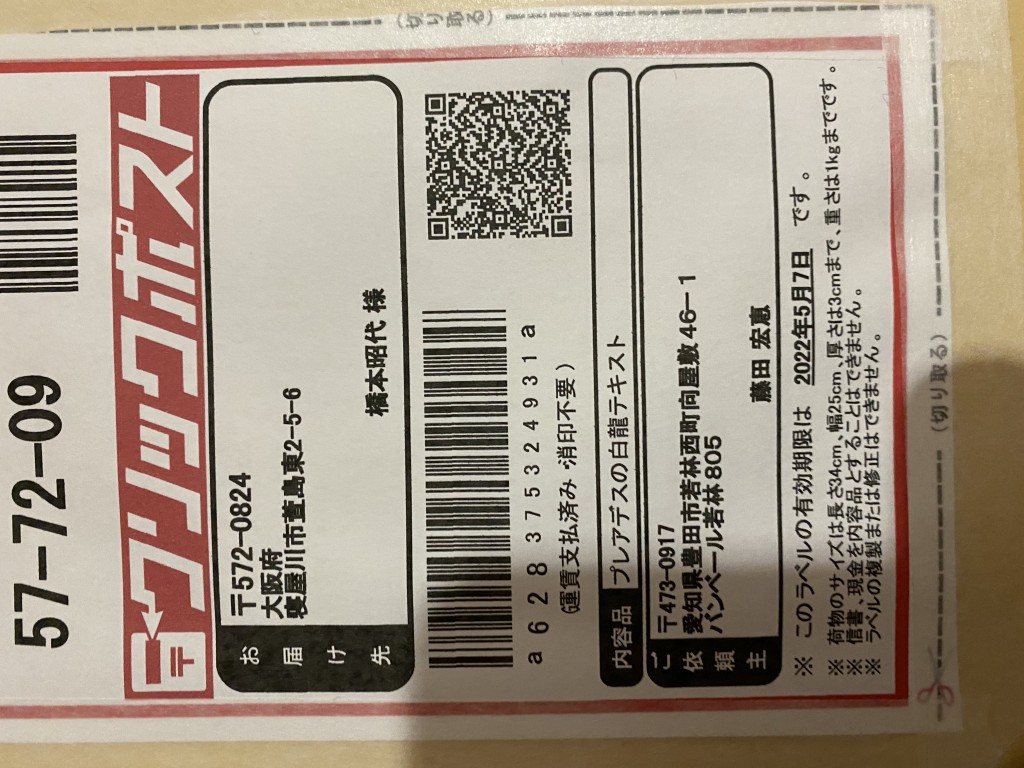 57-72-09
クリックポスト
お届け先
〒572-0824
大阪府
寝屋川市萱島東2-5-6
橋本昭代 様
a628375324931a
(運賃支払済み・消印不要)
内容品
プレアデスの白龍テキスト
ご依頼主
〒473-0917
愛知県豊田市若林西町向屋敷46-1
パンベール若林805
藤田 宏恵
※ このラベルの有効期限は 2022年5月7日 です。
※ 荷物のサイズは長さ34cm、幅25cm、厚さは3cmまで、重さは1kgまでです。
※ 信書、現金を内容品とすることはできません。
※ ラベルの複製または修正はできません。
(切り取る)
(切り取る)